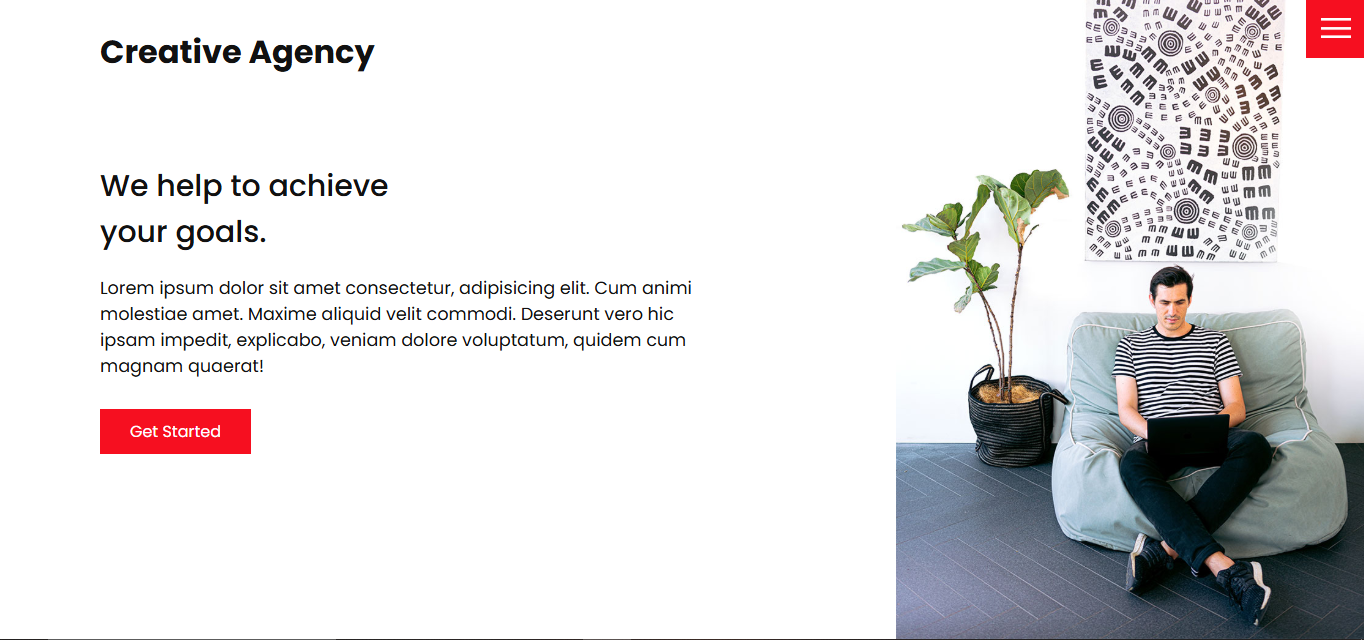 Creative Agency
We help to achieve
your goals.
Lorem ipsum dolor sit amet consectetur, adipisicing elit. Cum animi
molestiae amet. Maxime aliquid velit commodi. Deserunt vero hic
ipsam impedit, explicabo, veniam dolore voluptatum, quidem cum
magnam quaerat!
Get Started